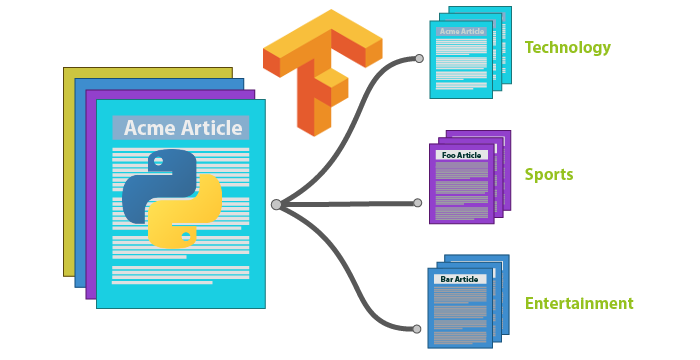 Acme Article
Acme Article
Technology
Foo Article
Sports
Bar Article
Entertainment